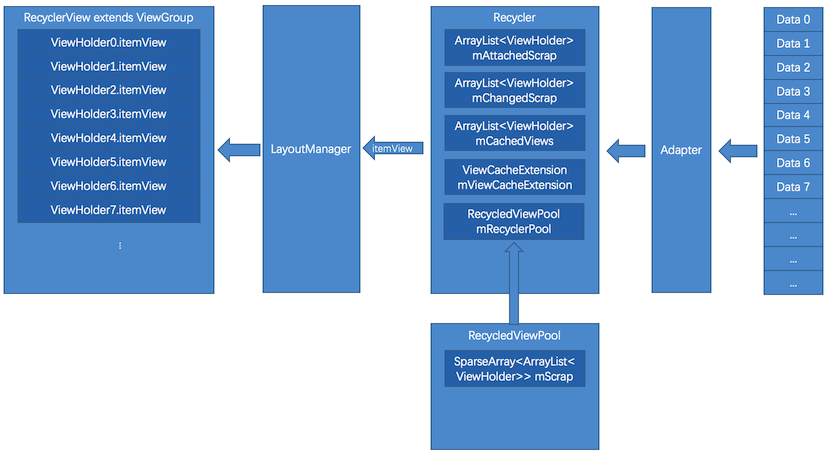 RecyclerView extends ViewGroup
ViewHolder0.itemView
ViewHolder1.itemView
ViewHolder2.itemView
ViewHolder3.itemView
ViewHolder4.itemView
ViewHolder5.itemView
ViewHolder6.itemView
ViewHolder7.itemView
⋮
LayoutManager
itemView
Recycler
ArrayList<ViewHolder>
mAttachedScrap
ArrayList<ViewHolder>
mChangedScrap
ArrayList<ViewHolder>
mCachedViews
ViewCacheExtension
mViewCacheExtension
RecycledViewPool
mRecyclerPool
RecycledViewPool
SparseArray<ArrayList<
ViewHolder>> mScrap
Adapter
Data 0
Data 1
Data 2
Data 3
Data 4
Data 5
Data 6
Data 7
...
...
...
...